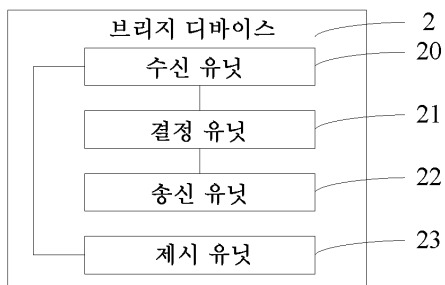 브리지 디바이스 2
수신 유닛 20
결정 유닛 21
송신 유닛 22
제시 유닛 23